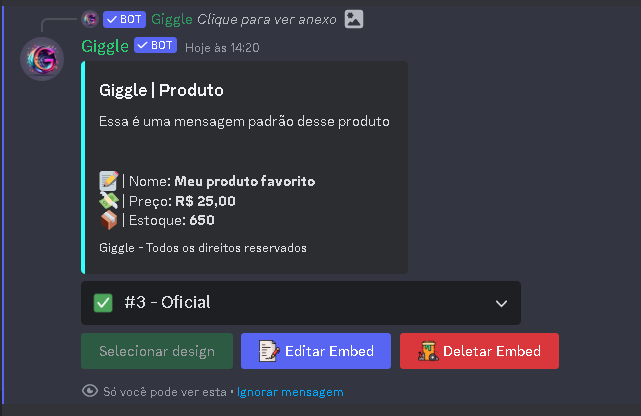 BOT Giggle Clique para ver anexo
Giggle BOT Hoje às 14:20
Giggle | Produto
Essa é uma mensagem padrão desse produto
| Nome: Meu produto favorito
| Preço: R$ 25,00
| Estoque: 650
Giggle - Todos os direitos reservados
#3 - Oficial
Selecionar design Editar Embed Deletar Embed
Só você pode ver esta • Ignorar mensagem